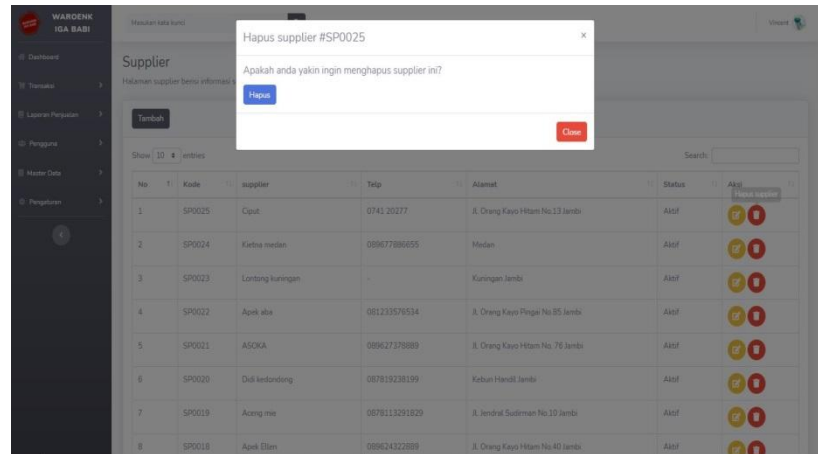 WAROENK
IGA BABI
Masukan kata kunci
Vincent
Hapus supplier #SP0025
×
Apakah anda yakin ingin menghapus supplier ini?
Hapus
Close
Dashboard
Transaksi
Laporan Penjualan
Pengguna
Master Data
Pengaturan
Supplier
Halaman supplier berisi informasi s
Tambah
Show 10 entries
Search:
No Kode supplier Telp Alamat Status Aksi
Hapus supplier
1 SP0025 Ciput 0741 20277 Jl. Orang Kayo Hitam No.13 Jambi Aktif
2 SP0024 Kiebna medan 089677886655 Medan Aktif
3 SP0023 Lontong kuningan - Kuningan Jambi Aktif
4 SP0022 Apek aba 081233576534 Jl. Orang Kayo Pingai No.85 Jambi Aktif
5 SP0021 ASOKA 089627378889 Jl. Orang Kayo Hitam No. 76 Jambi Aktif
6 SP0020 Didi kedondong 087819238199 Kebun Handil Jambi Aktif
7 SP0019 Aceng mie 0878113291829 Jl. Jendral Sudirman No.10 Jambi Aktif
8 SP0018 Apek Ellen 089624322889 Jl. Orang Kayo Hitam No.40 Jambi Aktif